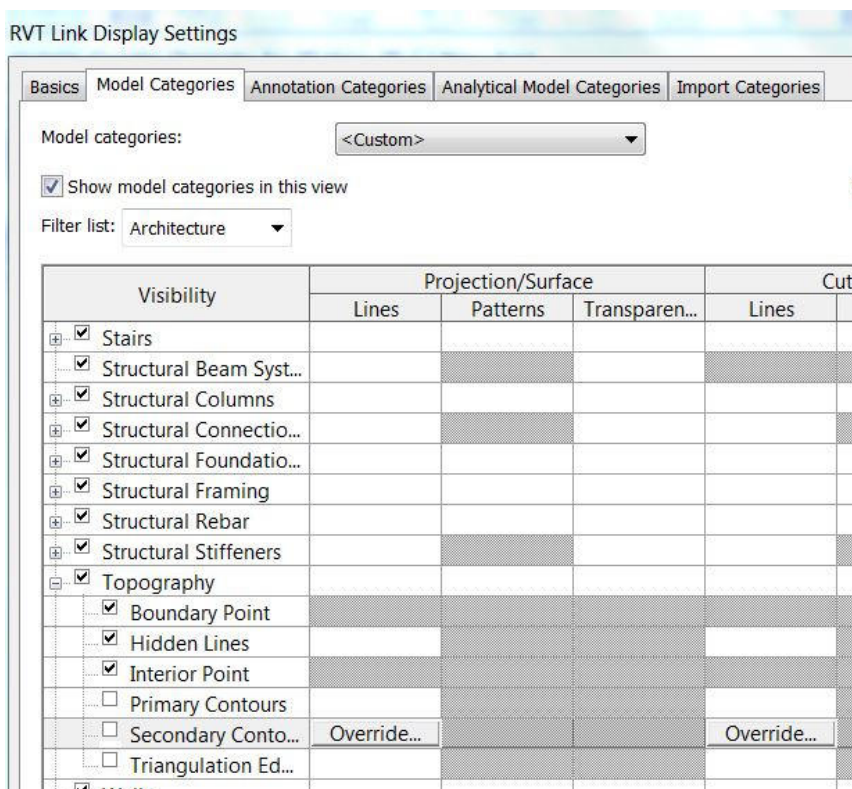 RVT Link Display Settings
Basics Model Categories Annotation Categories Analytical Model Categories Import Categories
Model categories: <Custom>
Show model categories in this view
Filter list: Architecture
Visibility Projection/Surface Cut
Lines Patterns Transparen... Lines
Stairs
Structural Beam Syst...
Structural Columns
Structural Connectio...
Structural Foundatio...
Structural Framing
Structural Rebar
Structural Stiffeners
Topography
Boundary Point
Hidden Lines
Interior Point
Primary Contours
Secondary Conto... Override... Override...
Triangulation Ed...